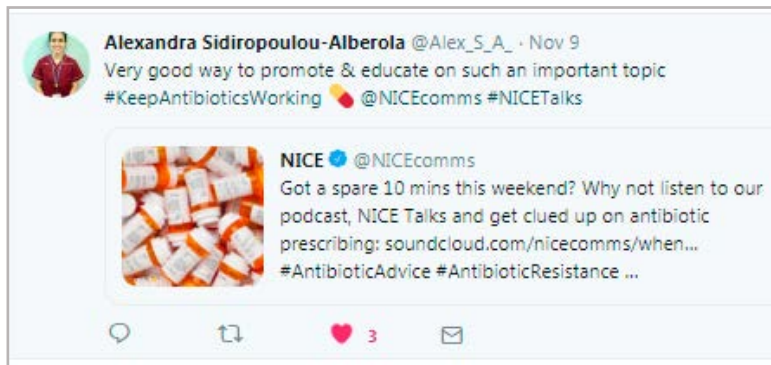 Alexandra Sidiropoulou-Alberola @Alex_S_A_ · Nov 9
Very good way to promote & educate on such an important topic
#KeepAntibioticsWorking 💊 @NICEcomms #NICETalks
NICE @NICEcomms
Got a spare 10 mins this weekend? Why not listen to our
podcast, NICE Talks and get clued up on antibiotic
prescribing: soundcloud.com/nicecomms/when...
#AntibioticAdvice #AntibioticResistance ...
3